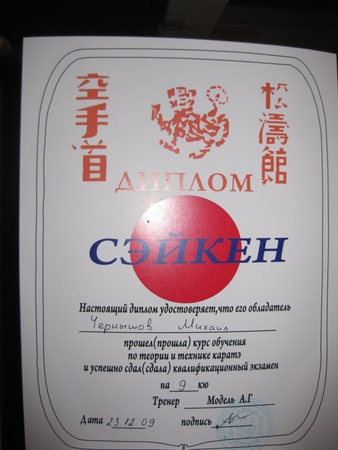 空手道
松濤館
ДИПЛОМ
СЭЙКЕН
Настоящий диплом удостоверяет,что его обладатель
Чернышов Михаил
прошел(прошла) курс обучения
по теории и технике каратэ
и успешно сдал(сдала) квалификационный экзамен
на 9 кю
Тренер Модель А.Г
Дата 23.12.09 подпись